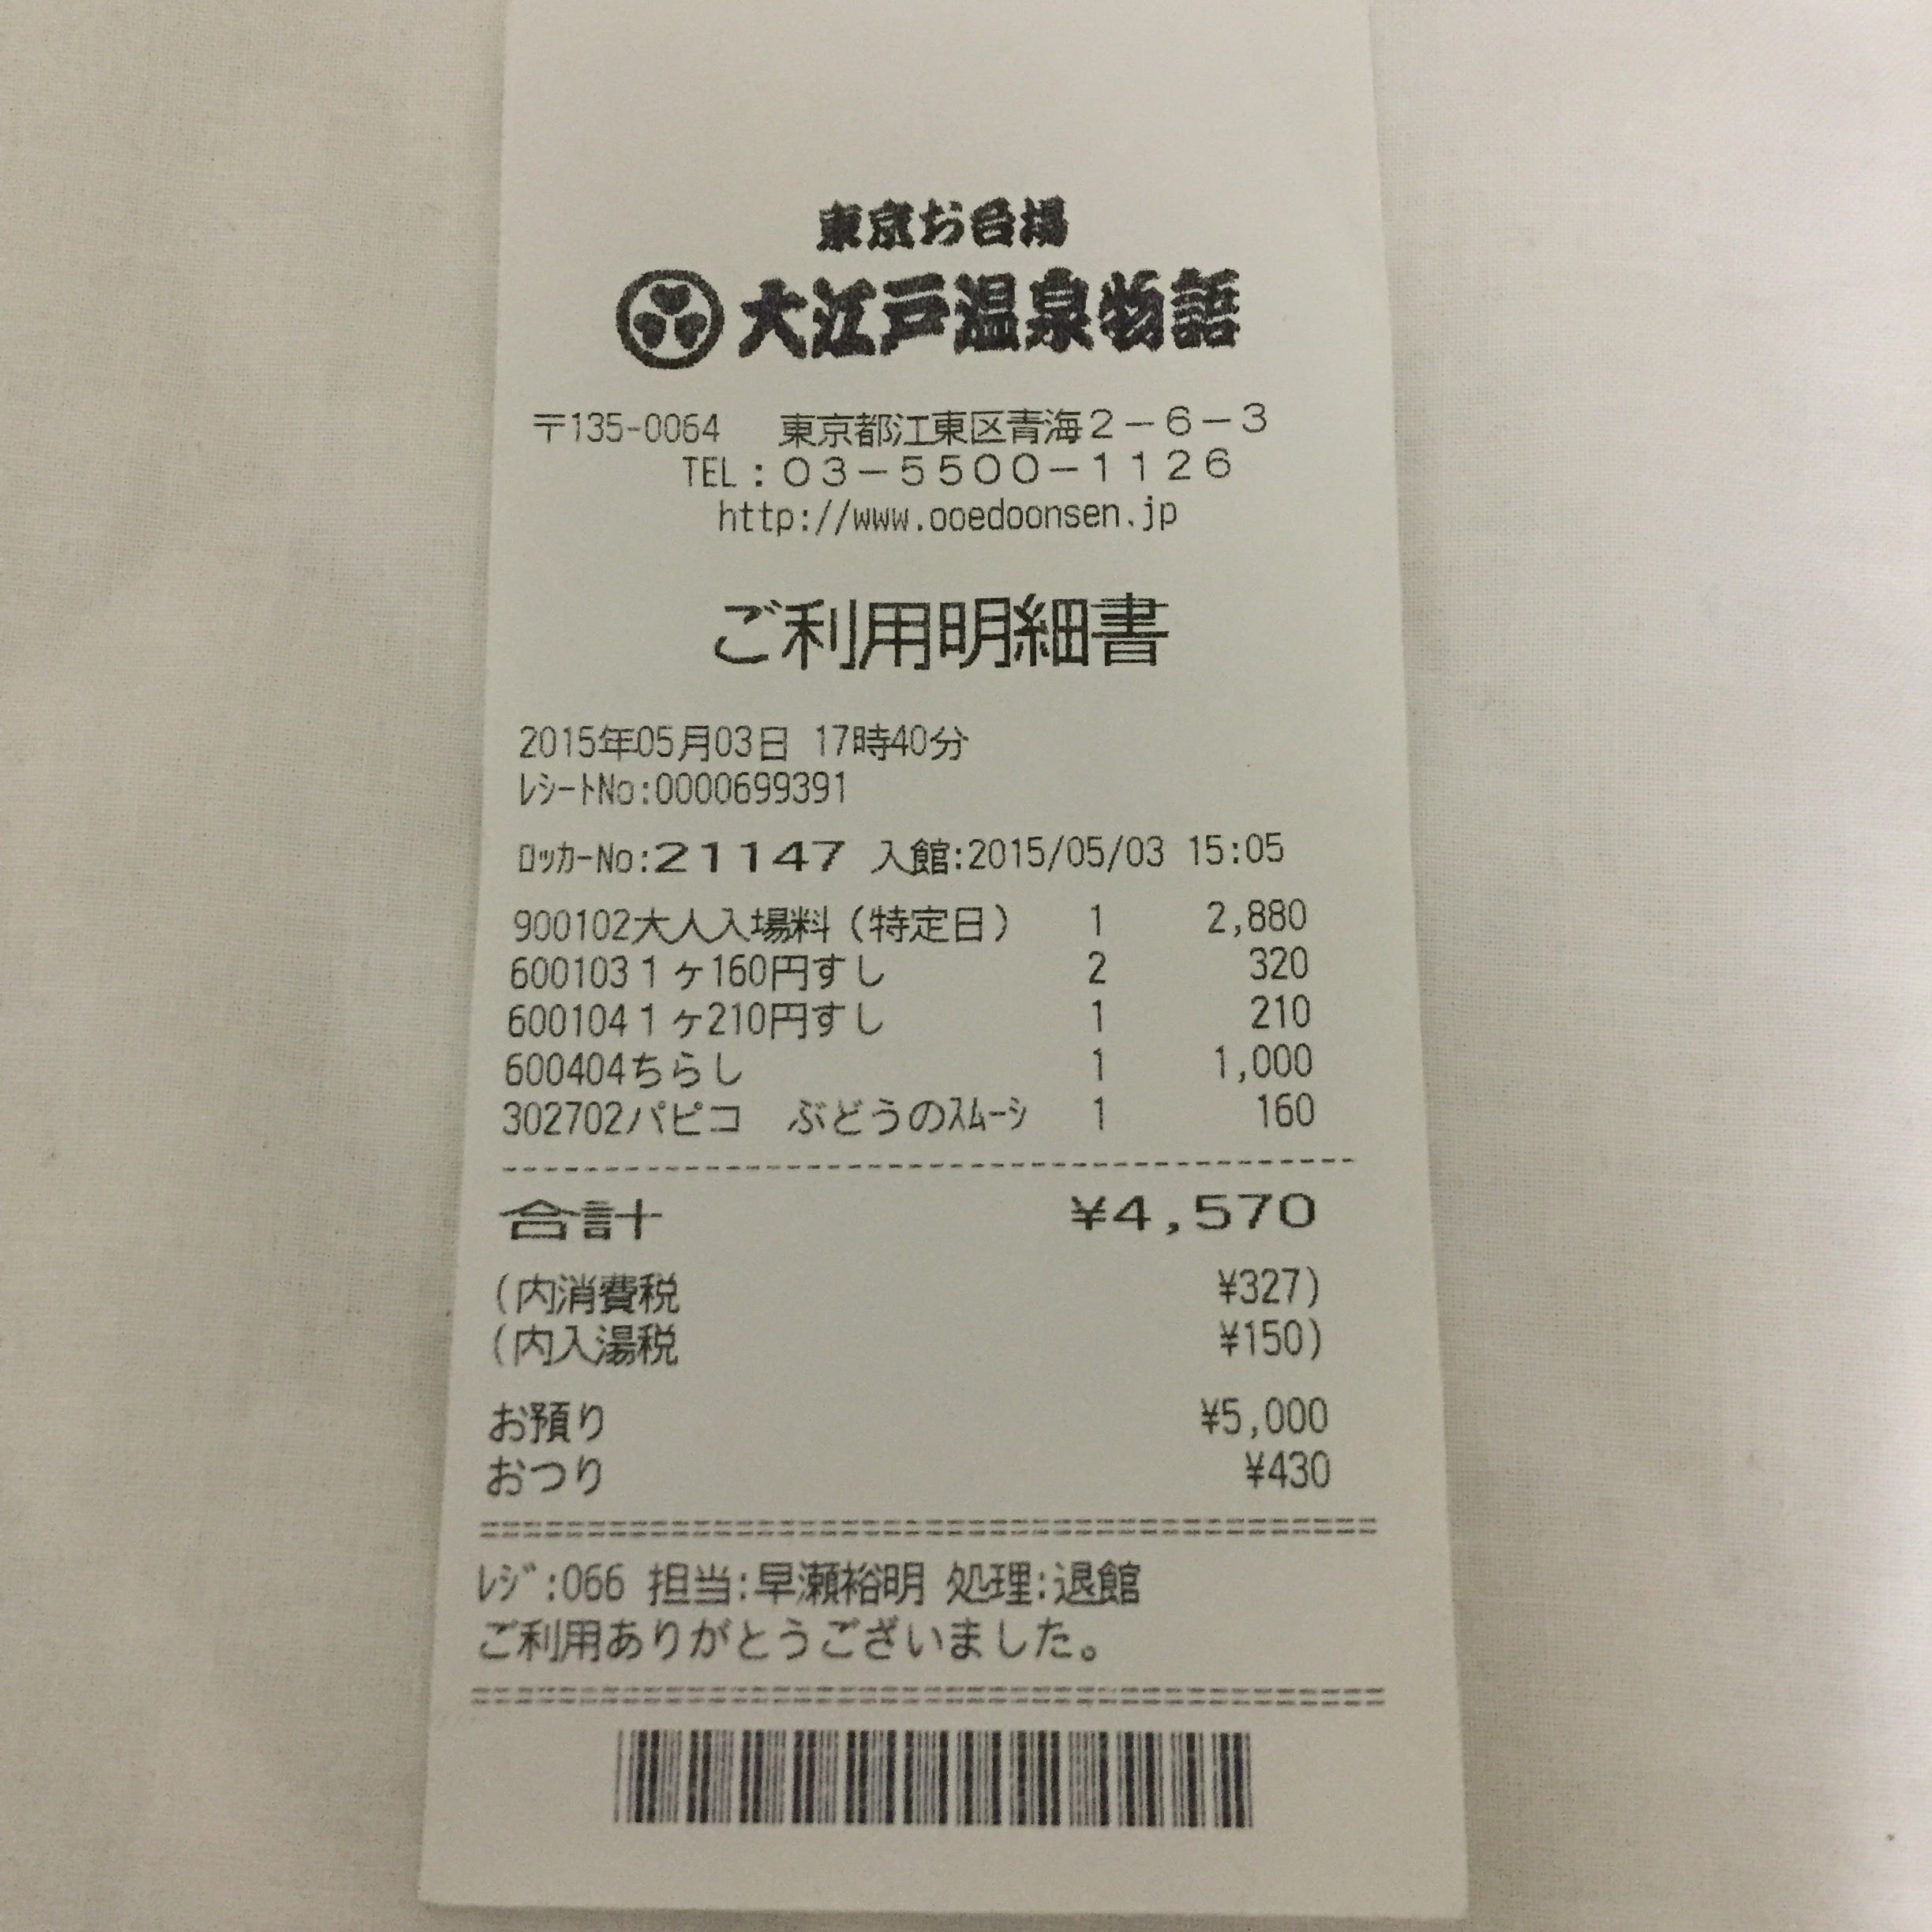 東京お台場
大江戸温泉物語
〒135-0064 東京都江東区青海2-6-3
TEL:03-5500-1126
http://www.ooedoonsen.jp
ご利用明細書
2015年05月03日 17時40分
ﾚｼｰﾄNo:0000699391
ﾛｯｶｰNo:21147 入館:2015/05/03 15:05
900102大人入場料(特定日) 1 2,880
600103１ヶ160円すし 2 320
600104１ヶ210円すし 1 210
600404ちらし 1 1,000
302702パピコ　ぶどうのｽﾑｰｼ 1 160
合計 ¥4,570
(内消費税 ¥327)
(内入湯税 ¥150)
お預り ¥5,000
おつり ¥430
ﾚｼﾞ:066 担当:早瀬裕明 処理:退館
ご利用ありがとうございました。